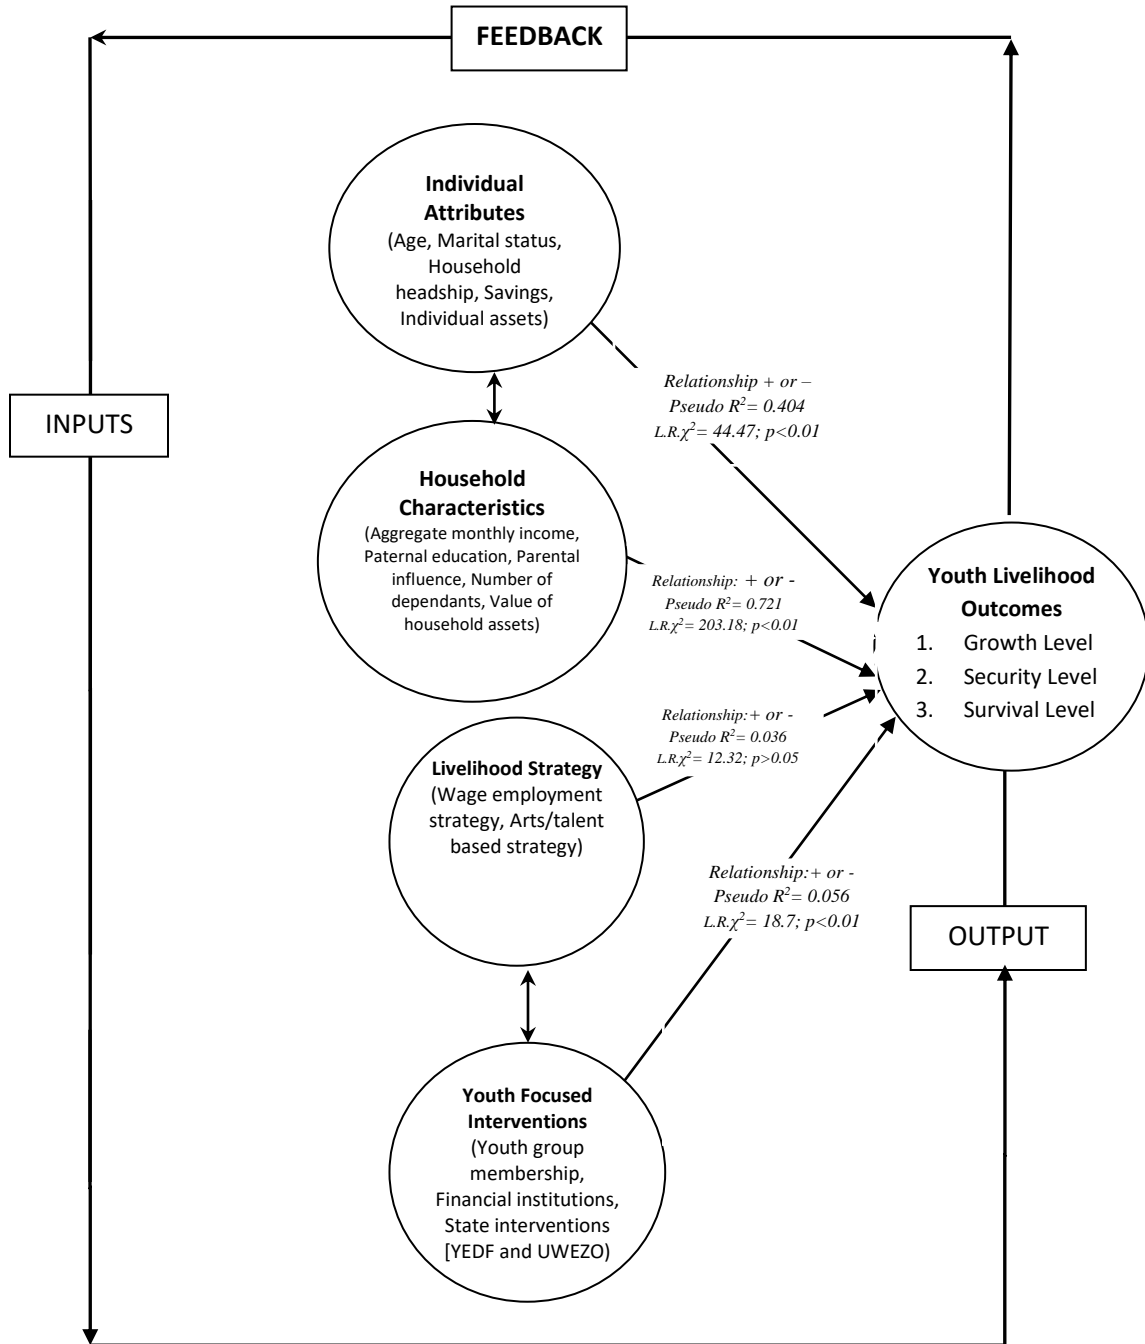 FEEDBACK
Individual
Attributes
(Age, Marital status,
Household
headship, Savings,
Individual assets)
Relationship + or –
Pseudo R²= 0.404
L.R.χ²= 44.47; p<0.01
INPUTS
Household
Characteristics
(Aggregate monthly income,
Paternal education, Parental
influence, Number of
dependants, Value of
household assets)
Relationship: + or -
Pseudo R²= 0.721
L.R.χ²= 203.18; p<0.01
Youth Livelihood
Outcomes
1. Growth Level
2. Security Level
3. Survival Level
Relationship:+ or -
Pseudo R²= 0.036
L.R.χ²= 12.32; p>0.05
Livelihood Strategy
(Wage employment
strategy, Arts/talent
based strategy)
Relationship:+ or -
Pseudo R²= 0.056
L.R.χ²= 18.7; p<0.01
OUTPUT
Youth Focused
Interventions
(Youth group
membership,
Financial institutions,
State interventions
[YEDF and UWEZO)